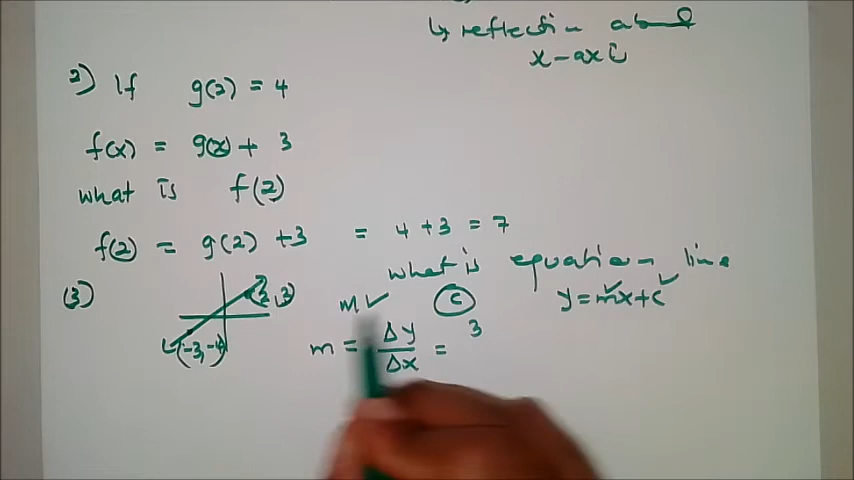 ↳ reflection about
x-axis
2) If g(2) = 4
f(x) = g(x) + 3
what is f(2)
f(2) = g(2) +3 = 4+3 = 7
what is equation line
(3) (2,3) m ✓ c y = mx+c
(-3,-4) m = Δy/Δx = 3